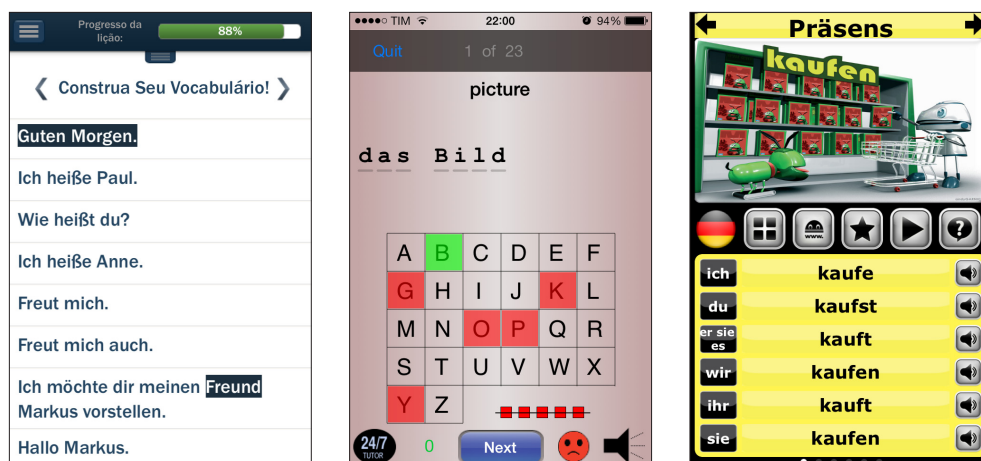 Progresso da
lição:
88%
Construa Seu Vocabulário!
Guten Morgen.
Ich heiße Paul.
Wie heißt du?
Ich heiße Anne.
Freut mich.
Freut mich auch.
Ich möchte dir meinen Freund
Markus vorstellen.
Hallo Markus.
TIM
22:00
94%
Quit
1 of 23
picture
das Bild
A B C D E F
G H I J K L
M N O P Q R
S T U V W X
Y Z
24/7
TUTOR
0
Next
Präsens
kaufen
www.
?
ich kaufe
du kaufst
er sie
es
kauft
wir kaufen
ihr kauft
sie kaufen